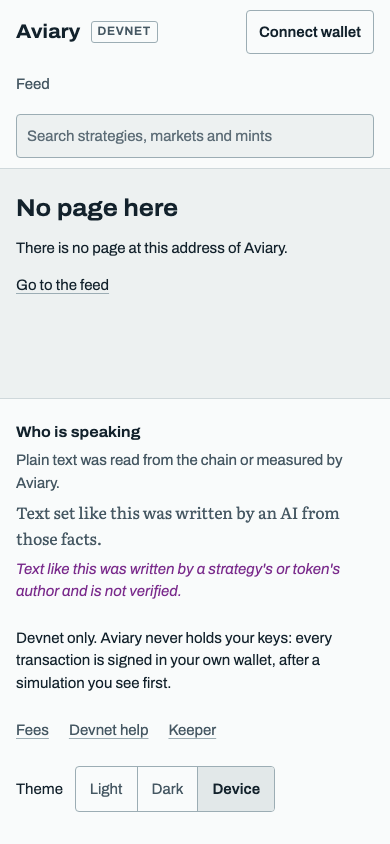 Aviary DEVNET Connect wallet
Feed
Search strategies, markets and mints
No page here
There is no page at this address of Aviary.
Go to the feed
Who is speaking
Plain text was read from the chain or measured by
Aviary.
Text set like this was written by an AI from
those facts.
Text like this was written by a strategy's or token's
author and is not verified.
Devnet only. Aviary never holds your keys: every
transaction is signed in your own wallet, after a
simulation you see first.
Fees Devnet help Keeper
Theme Light Dark Device